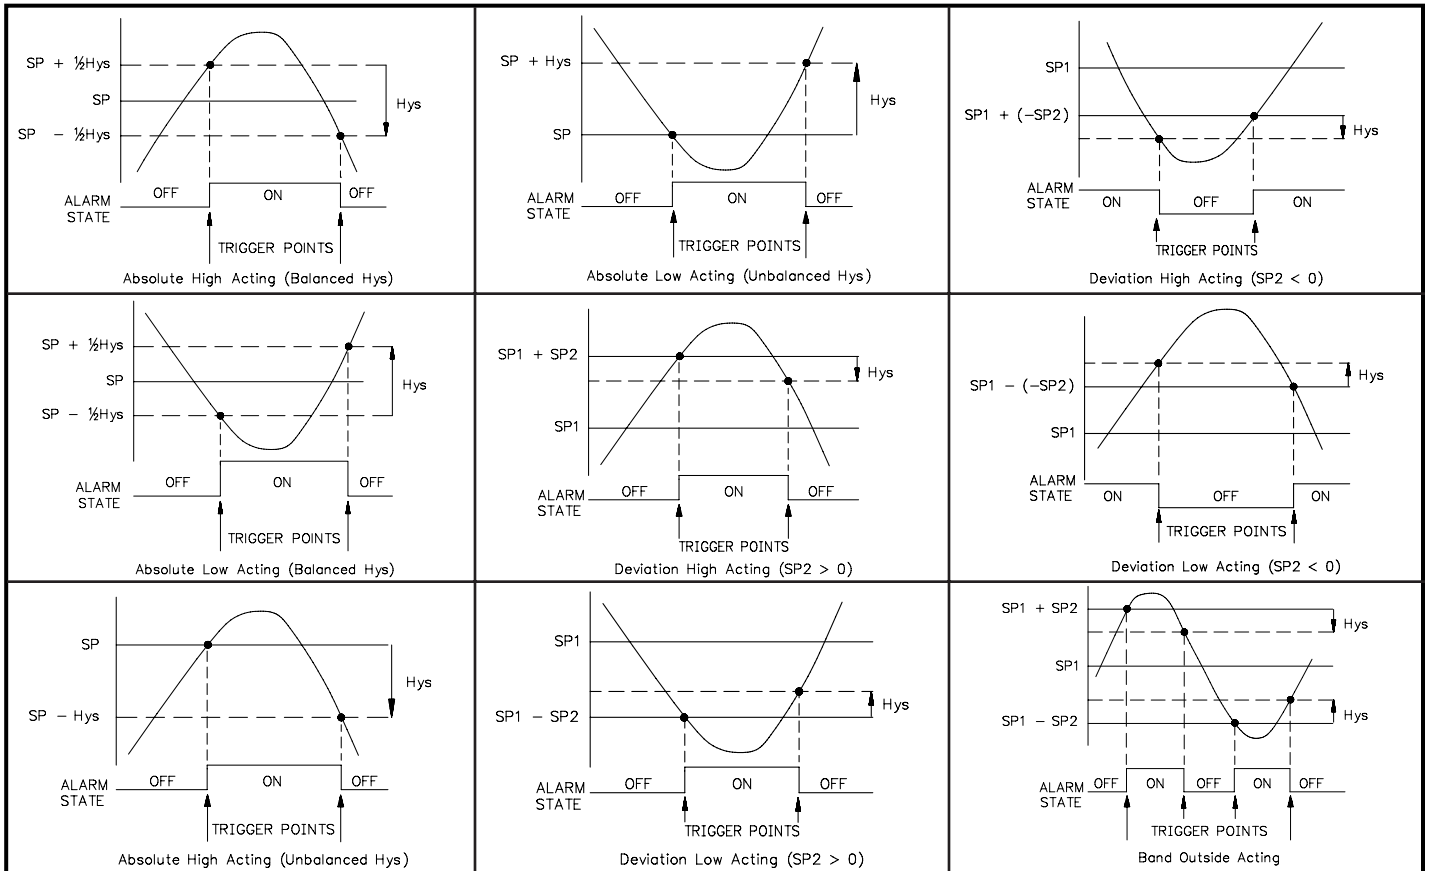 SP + ½Hys
SP
SP - ½Hys
Hys
OFF
ON
OFF
ALARM
STATE
TRIGGER POINTS
Absolute High Acting (Balanced Hys)
SP + Hys
SP
Hys
OFF
ON
OFF
ALARM
STATE
TRIGGER POINTS
Absolute Low Acting (Unbalanced Hys)
SP1
SP1 + (-SP2)
Hys
ALARM
STATE
ON
OFF
ON
TRIGGER POINTS
Deviation High Acting (SP2 < 0)
SP + ½Hys
SP
SP - ½Hys
Hys
OFF
ON
OFF
ALARM
STATE
TRIGGER POINTS
Absolute Low Acting (Balanced Hys)
SP1 + SP2
Hys
SP1
OFF
ON
OFF
ALARM
STATE
TRIGGER POINTS
Deviation High Acting (SP2 > 0)
SP1 - (-SP2)
Hys
SP1
ALARM
STATE
ON
OFF
ON
TRIGGER POINTS
Deviation Low Acting (SP2 < 0)
SP
Hys
SP - Hys
OFF
ON
OFF
ALARM
STATE
TRIGGER POINTS
Absolute High Acting (Unbalanced Hys)
SP1
Hys
SP1 - SP2
OFF
ON
OFF
ALARM
STATE
TRIGGER POINTS
Deviation Low Acting (SP2 > 0)
SP1 + SP2
Hys
SP1
Hys
SP1 - SP2
OFF
ON
OFF
ON
OFF
ALARM
STATE
TRIGGER POINTS
Band Outside Acting